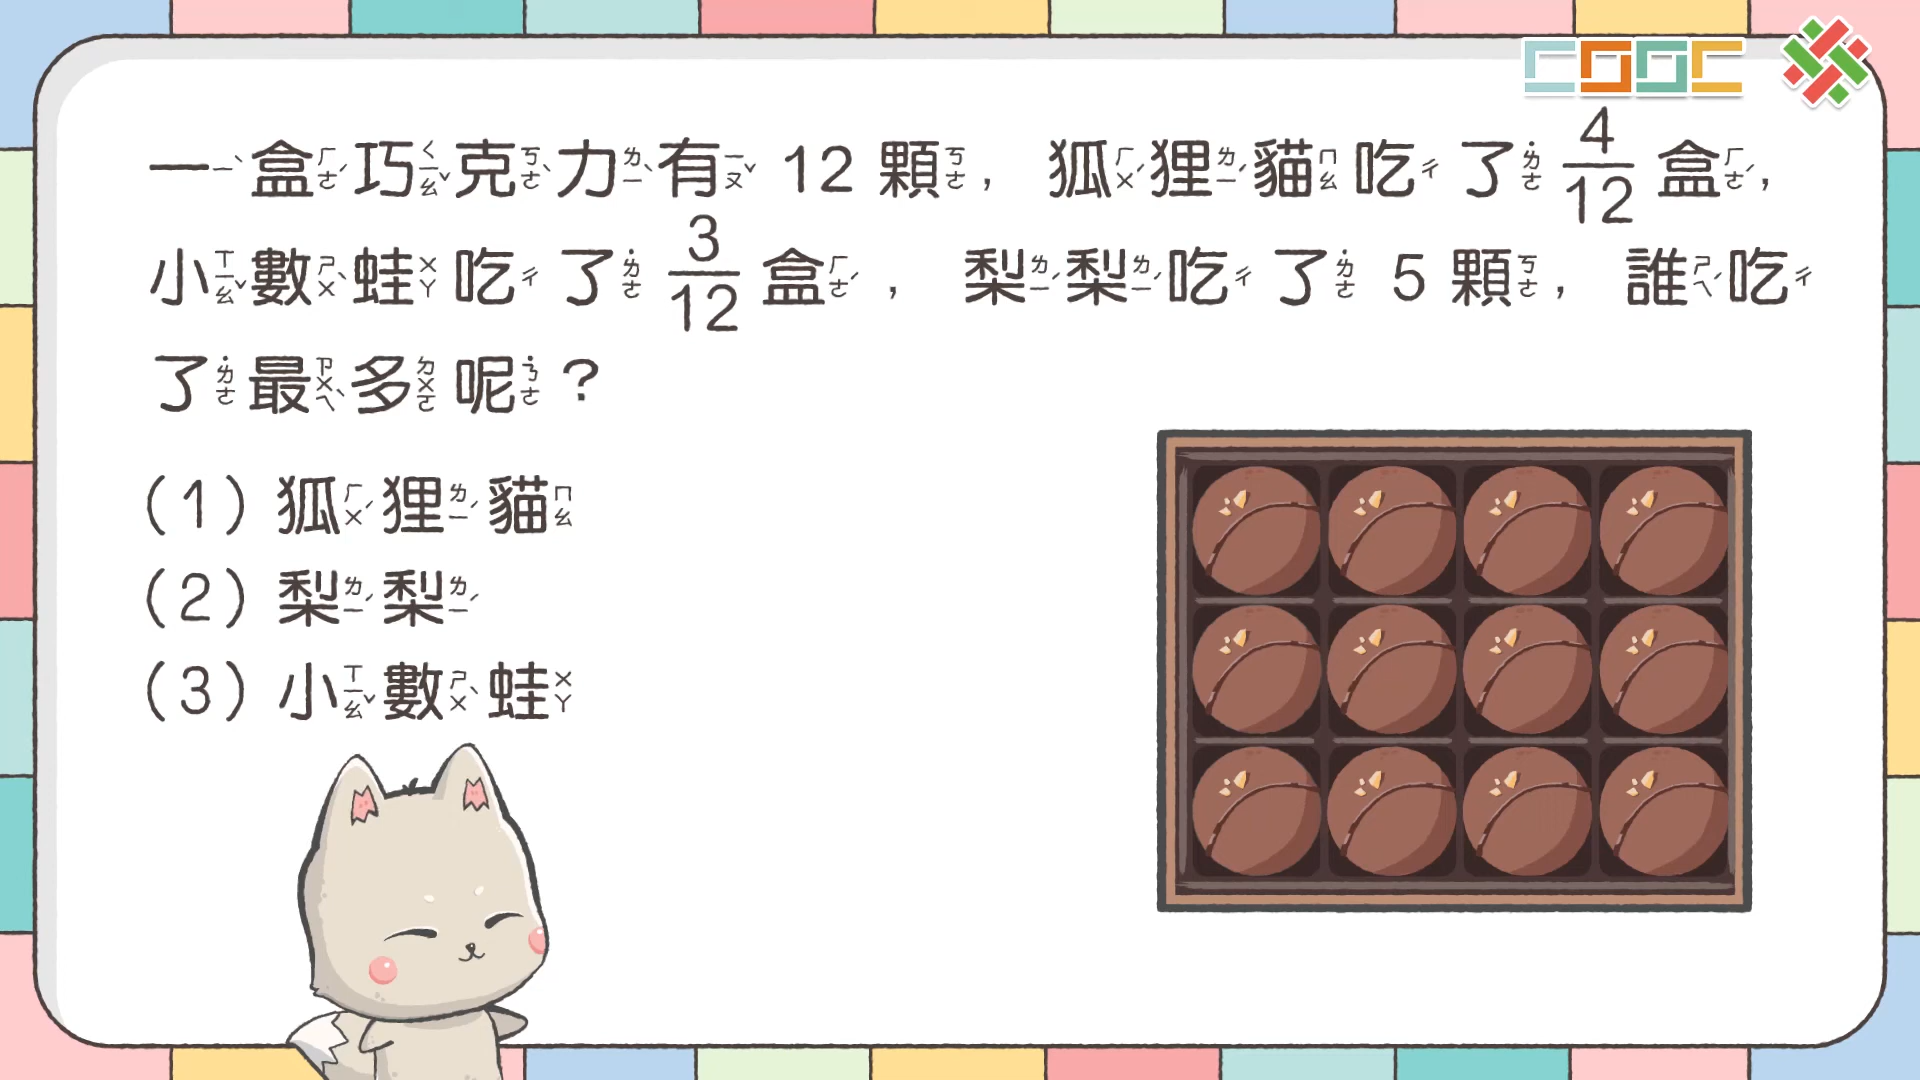 COOC
一盒巧克力有 12 顆，狐狸貓吃了 4/12 盒，
小數蛙吃了 3/12 盒，梨梨吃了 5 顆，誰吃
了最多呢？
（1）狐狸貓
（2）梨梨
（3）小數蛙